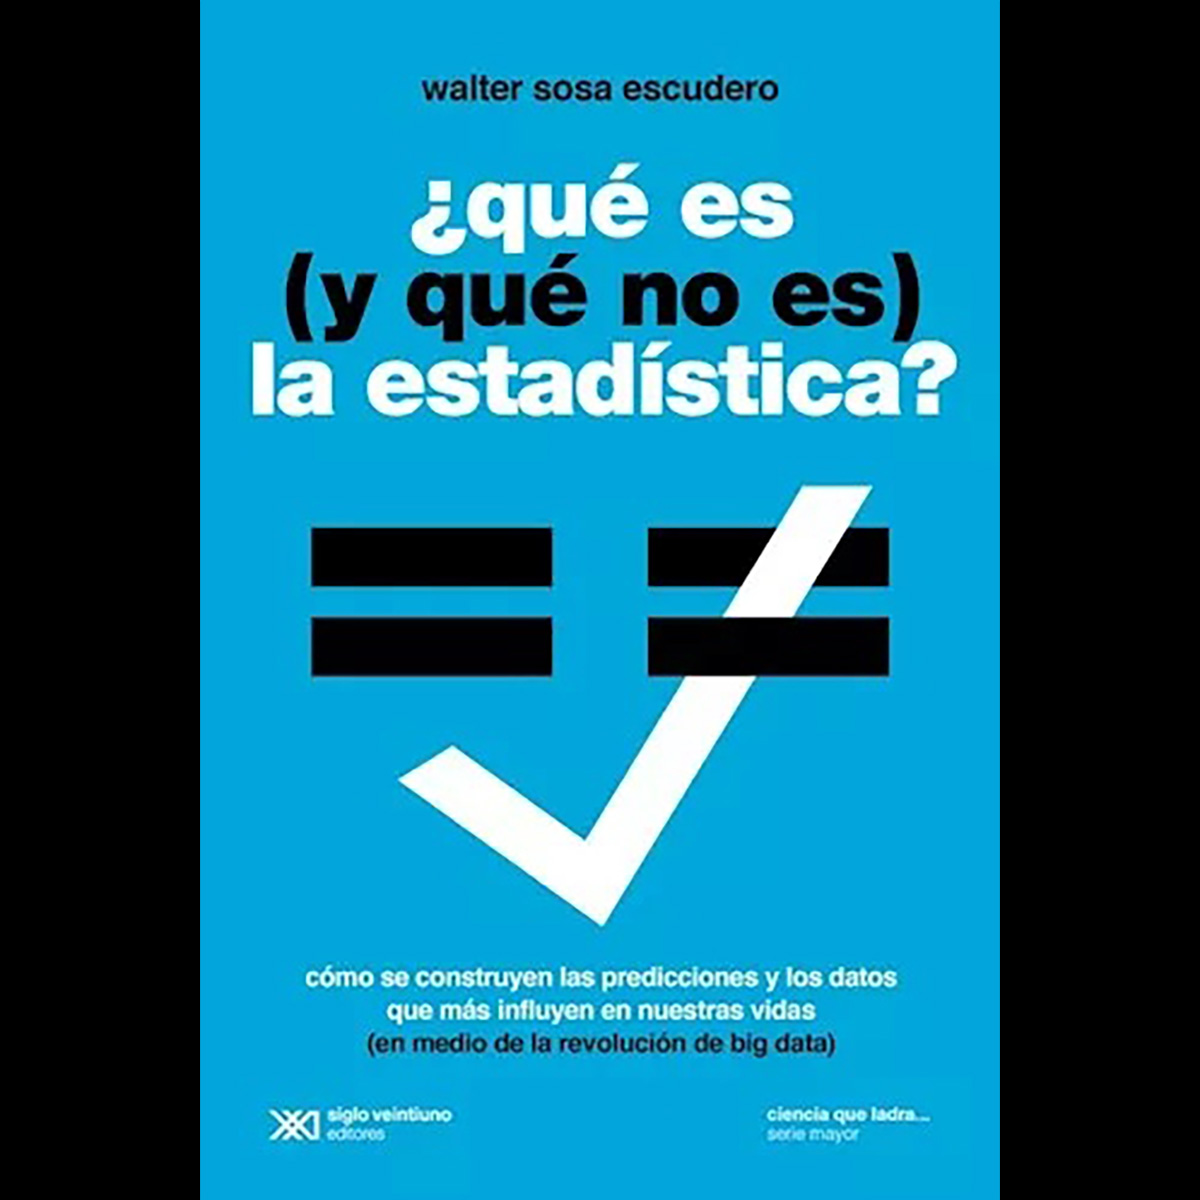 walter sosa escudero
¿qué es
(y qué no es)
la estadística?
cómo se construyen las predicciones y los datos
que más influyen en nuestras vidas
(en medio de la revolución de big data)
siglo veintiuno
editores
ciencia que ladra...
serie mayor